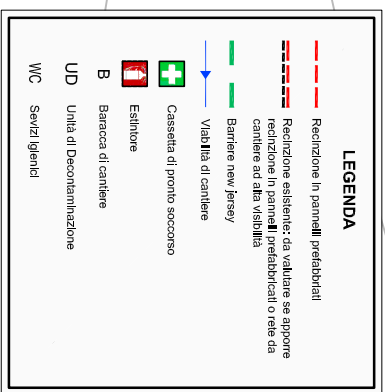 LEGENDA
Recinzione in pannelli prefabbriati
Recinzione esistente: da valutare se apporre
recinzione in pannelli prefabbricati o rete da
cantiere ad alta visibilità
Barriere new jersey
Viabilità di cantiere
Cassetta di pronto soccorso
Estintore
B Baracca di cantiere
UD Unità di Decontaminazione
WC Sevizi igienici